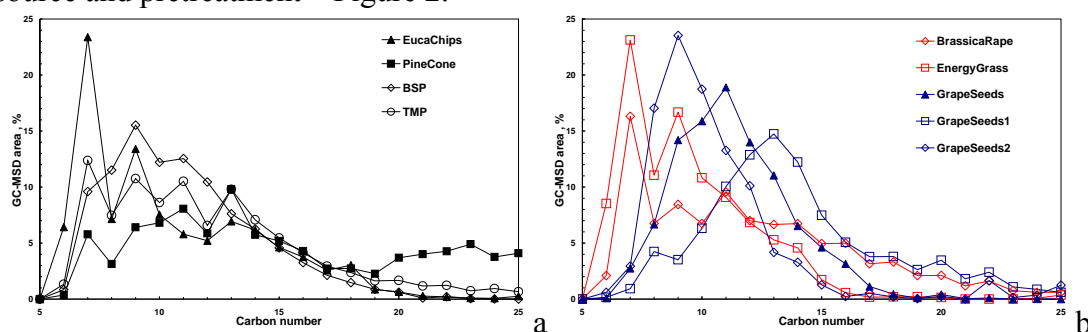 source and pretreatment – Figure 2.
25
20
15
10
5
0
GC-MSD area, %
5 10 15 20 25
Carbon number
EucaChips
PineCone
BSP
TMP
a
25
20
15
10
5
0
GC-MSD area, %
5 10 15 20 25
Carbon number
BrassicaRape
EnergyGrass
GrapeSeeds
GrapeSeeds1
GrapeSeeds2
b